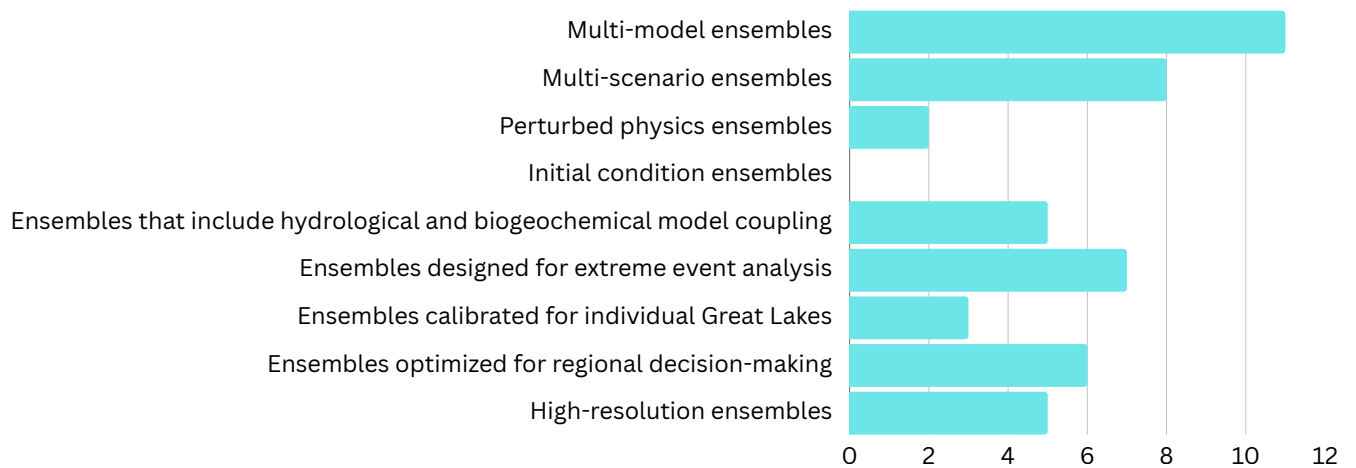 Multi-model ensembles
Multi-scenario ensembles
Perturbed physics ensembles
Initial condition ensembles
Ensembles that include hydrological and biogeochemical model coupling
Ensembles designed for extreme event analysis
Ensembles calibrated for individual Great Lakes
Ensembles optimized for regional decision-making
High-resolution ensembles
0 2 4 6 8 10 12